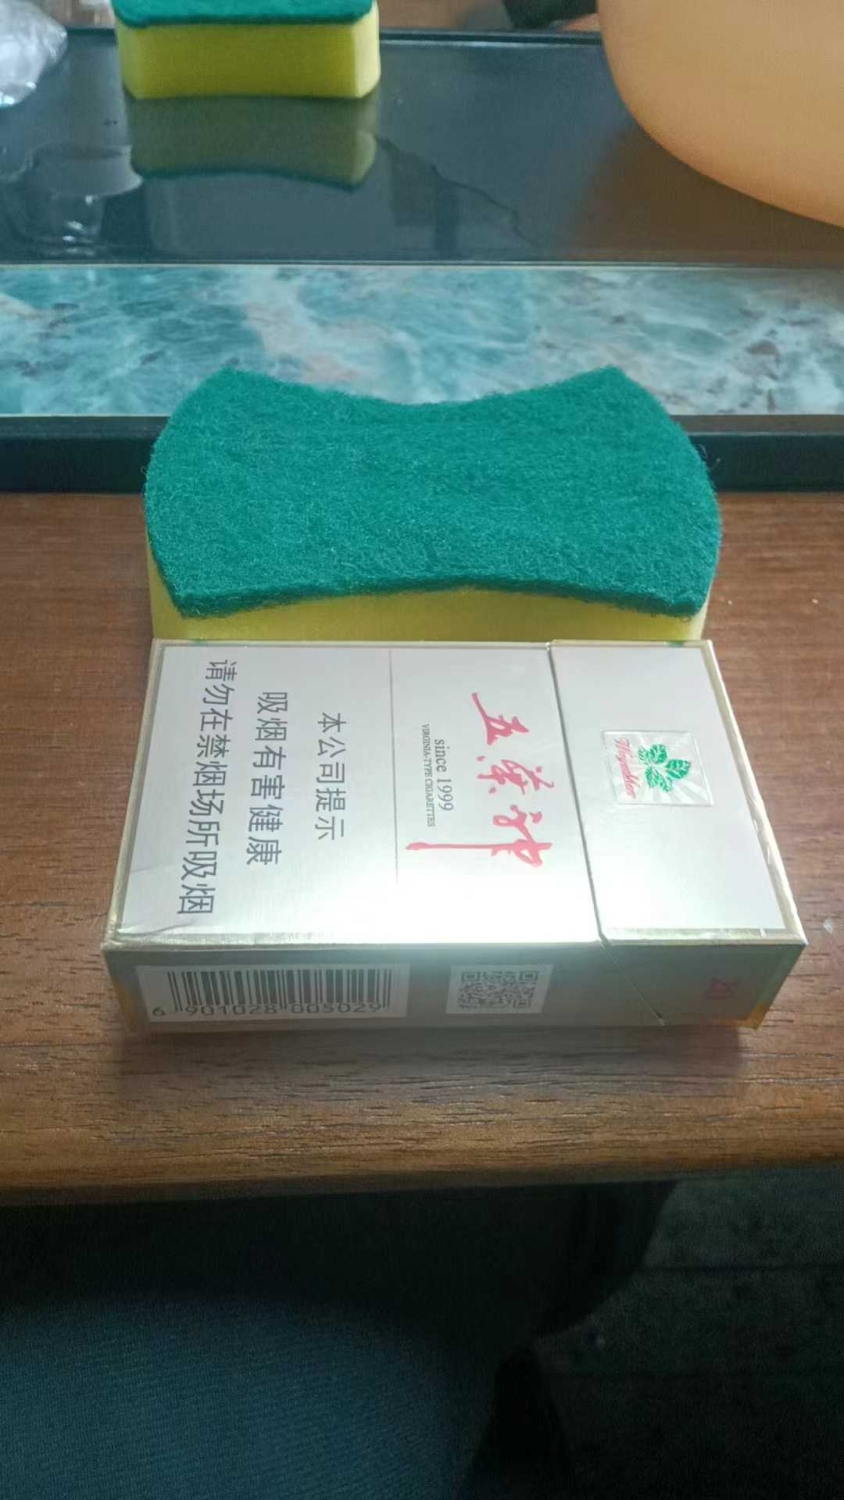 五叶神
since 1999
VIRGINIA-TYPE CIGARETTES
本公司提示
吸烟有害健康
请勿在禁烟场所吸烟
6 901028 005029
20